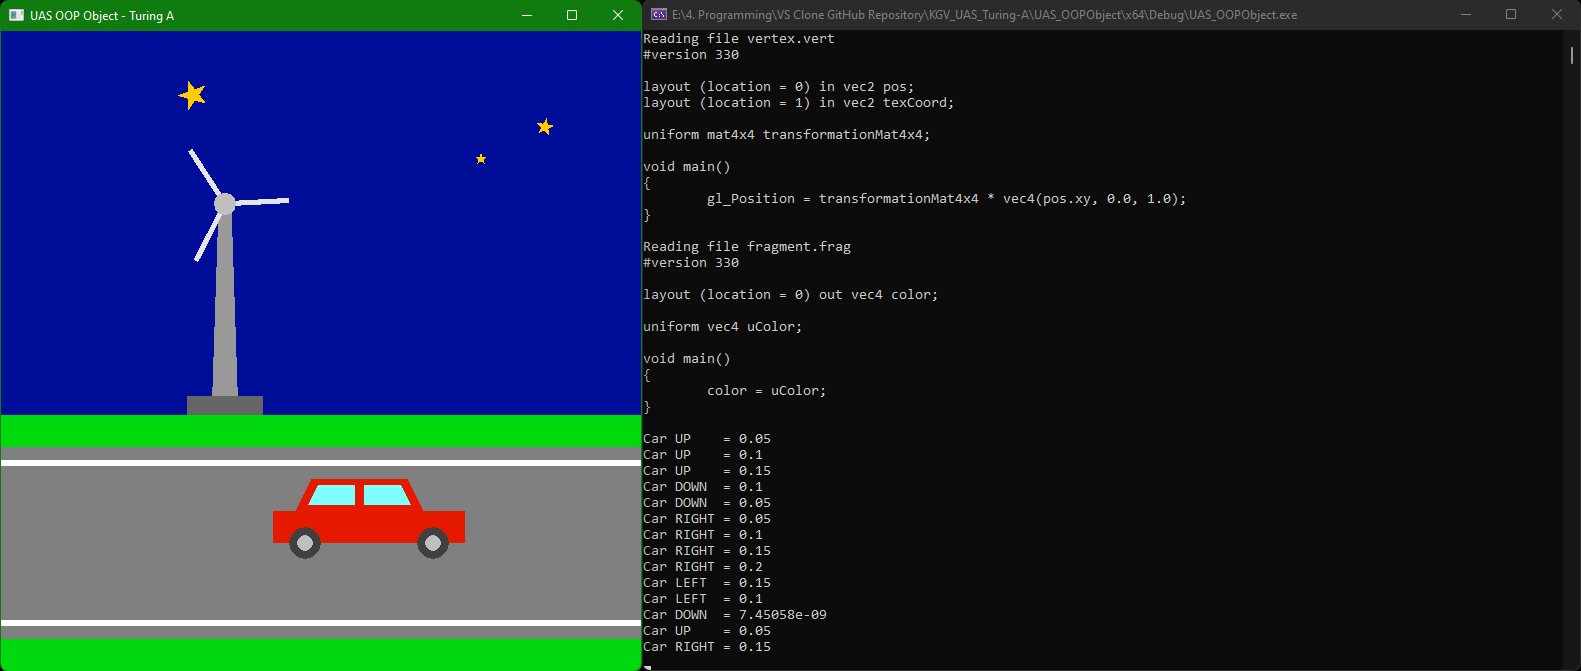 UAS OOP Object - Turing A
E:\4. Programming\VS Clone GitHub Repository\KGV_UAS_Turing-A\UAS_OOPObject\x64\Debug\UAS_OOPObject.exe
Reading file vertex.vert
#version 330
layout (location = 0) in vec2 pos;
layout (location = 1) in vec2 texCoord;
uniform mat4x4 transformationMat4x4;
void main()
{
        gl_Position = transformationMat4x4 * vec4(pos.xy, 0.0, 1.0);
}
Reading file fragment.frag
#version 330
layout (location = 0) out vec4 color;
uniform vec4 uColor;
void main()
{
        color = uColor;
}
Car UP    = 0.05
Car UP    = 0.1
Car UP    = 0.15
Car DOWN  = 0.1
Car DOWN  = 0.05
Car RIGHT = 0.05
Car RIGHT = 0.1
Car RIGHT = 0.15
Car RIGHT = 0.2
Car LEFT  = 0.15
Car LEFT  = 0.1
Car DOWN  = 7.45058e-09
Car UP    = 0.05
Car RIGHT = 0.15